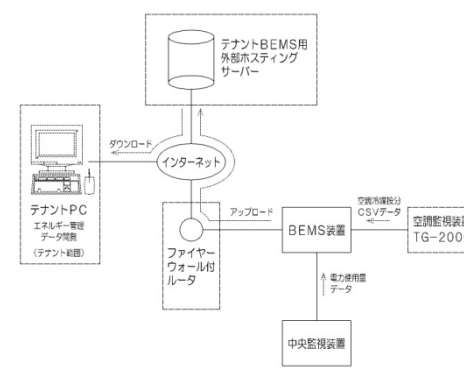 テナントBEMS用
外部ホスティング
サーバー
ダウンロード
インターネット
テナントPC
エネルギー管理
データ閲覧
(テナント範囲)
アップロード
ファイヤー
ウォール付
ルータ
BEMS装置
空調冷媒按分
CSVデータ
空調監視装置
TG-200
電力使用量
データ
中央監視装置